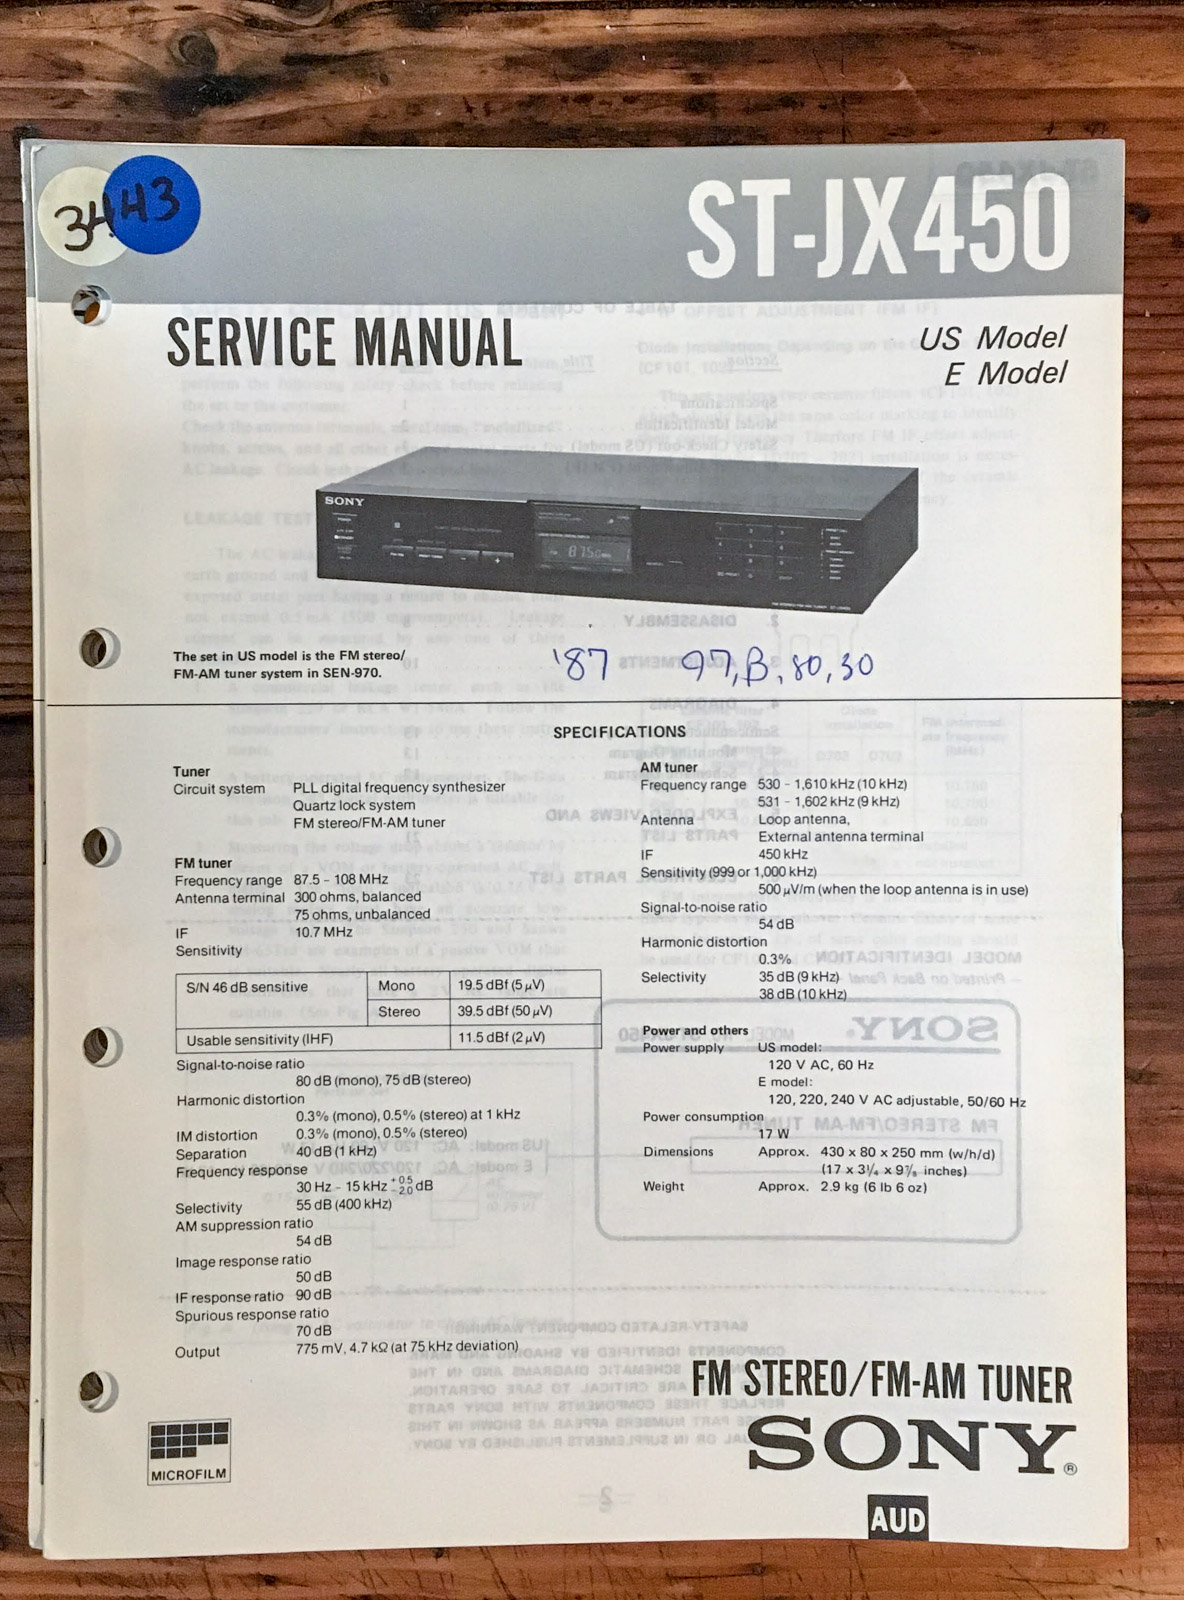 3443
ST-JX450
SERVICE MANUAL
US Model
E Model
SONY
The set in US model is the FM stereo/
FM-AM tuner system in SEN-970.
'87 97, B, 80, 30
SPECIFICATIONS
Tuner
Circuit system PLL digital frequency synthesizer
Quartz lock system
FM stereo/FM-AM tuner
FM tuner
Frequency range 87.5 - 108 MHz
Antenna terminal 300 ohms, balanced
75 ohms, unbalanced
IF 10.7 MHz
Sensitivity
S/N 46 dB sensitive Mono 19.5 dBf (5 µV)
Stereo 39.5 dBf (50 µV)
Usable sensitivity (IHF) 11.5 dBf (2 µV)
Signal-to-noise ratio
80 dB (mono), 75 dB (stereo)
Harmonic distortion
0.3% (mono), 0.5% (stereo) at 1 kHz
IM distortion 0.3% (mono), 0.5% (stereo)
Separation 40 dB (1 kHz)
Frequency response
30 Hz - 15 kHz +0.5 -2.0 dB
Selectivity 55 dB (400 kHz)
AM suppression ratio
54 dB
Image response ratio
50 dB
IF response ratio 90 dB
Spurious response ratio
70 dB
Output 775 mV, 4.7 kΩ (at 75 kHz deviation)
AM tuner
Frequency range 530 - 1,610 kHz (10 kHz)
531 - 1,602 kHz (9 kHz)
Antenna Loop antenna,
External antenna terminal
IF 450 kHz
Sensitivity (999 or 1,000 kHz)
500 µV/m (when the loop antenna is in use)
Signal-to-noise ratio
54 dB
Harmonic distortion
0.3%
Selectivity 35 dB (9 kHz)
38 dB (10 kHz)
Power and others
Power supply US model:
120 V AC, 60 Hz
E model:
120, 220, 240 V AC adjustable, 50/60 Hz
Power consumption
17 W
Dimensions Approx. 430 x 80 x 250 mm (w/h/d)
(17 x 3 1/4 x 9 7/8 inches)
Weight Approx. 2.9 kg (6 lb 6 oz)
FM STEREO/FM-AM TUNER
SONY®
MICROFILM
AUD